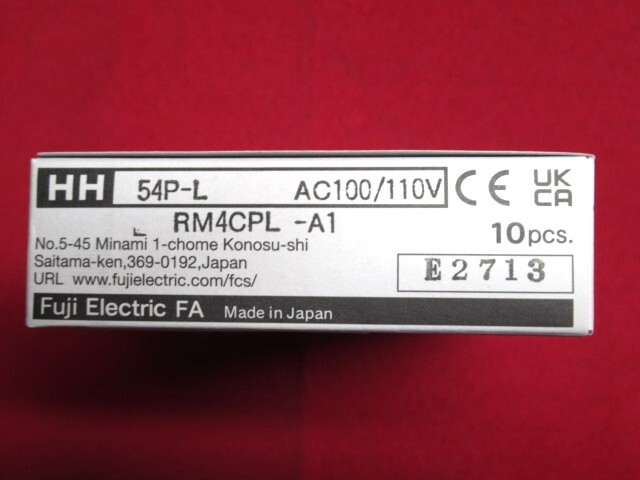 HH 54P-L AC100/110V CE UK CA
RM4CPL -A1
No.5-45 Minami 1-chome Konosu-shi
10pcs.
Saitama-ken,369-0192,Japan
E2713
URL www.fujielectric.com/fcs/
Fuji Electric FA Made in Japan